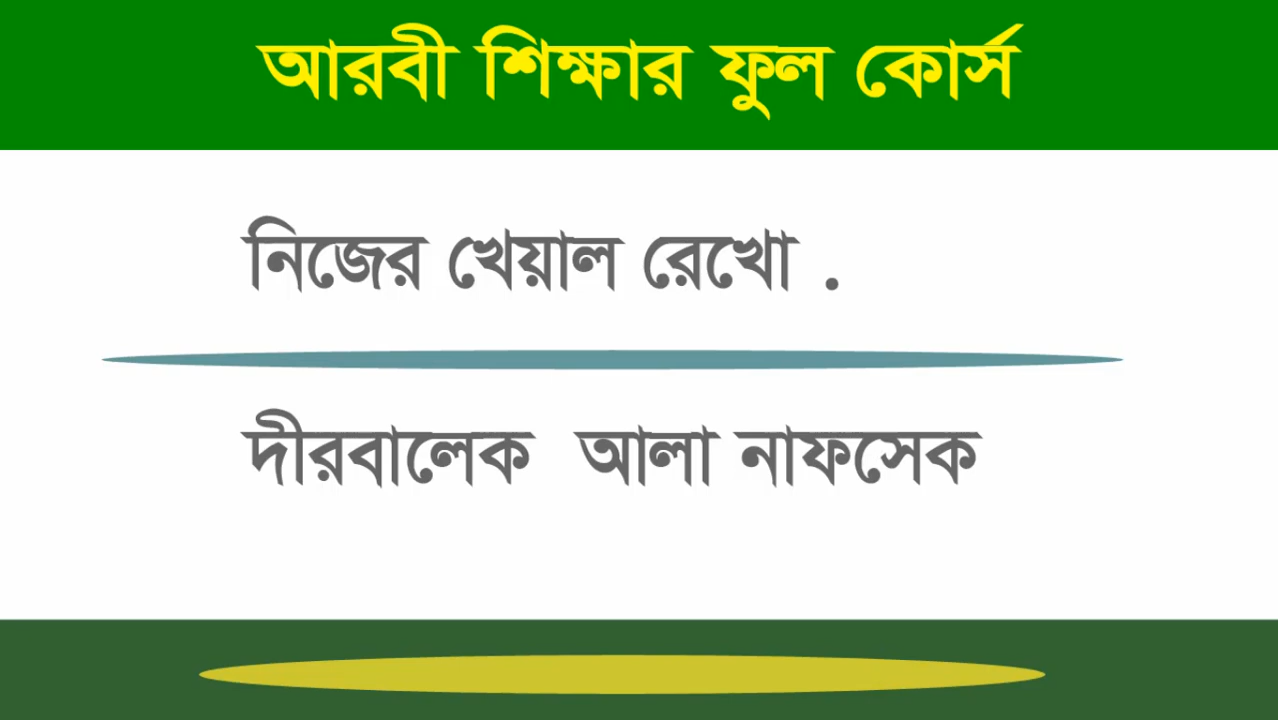 আরবী শিক্ষার ফুল কোর্স
নিজের খেয়াল রেখো .
দীরবালেক আলা নাফসেক